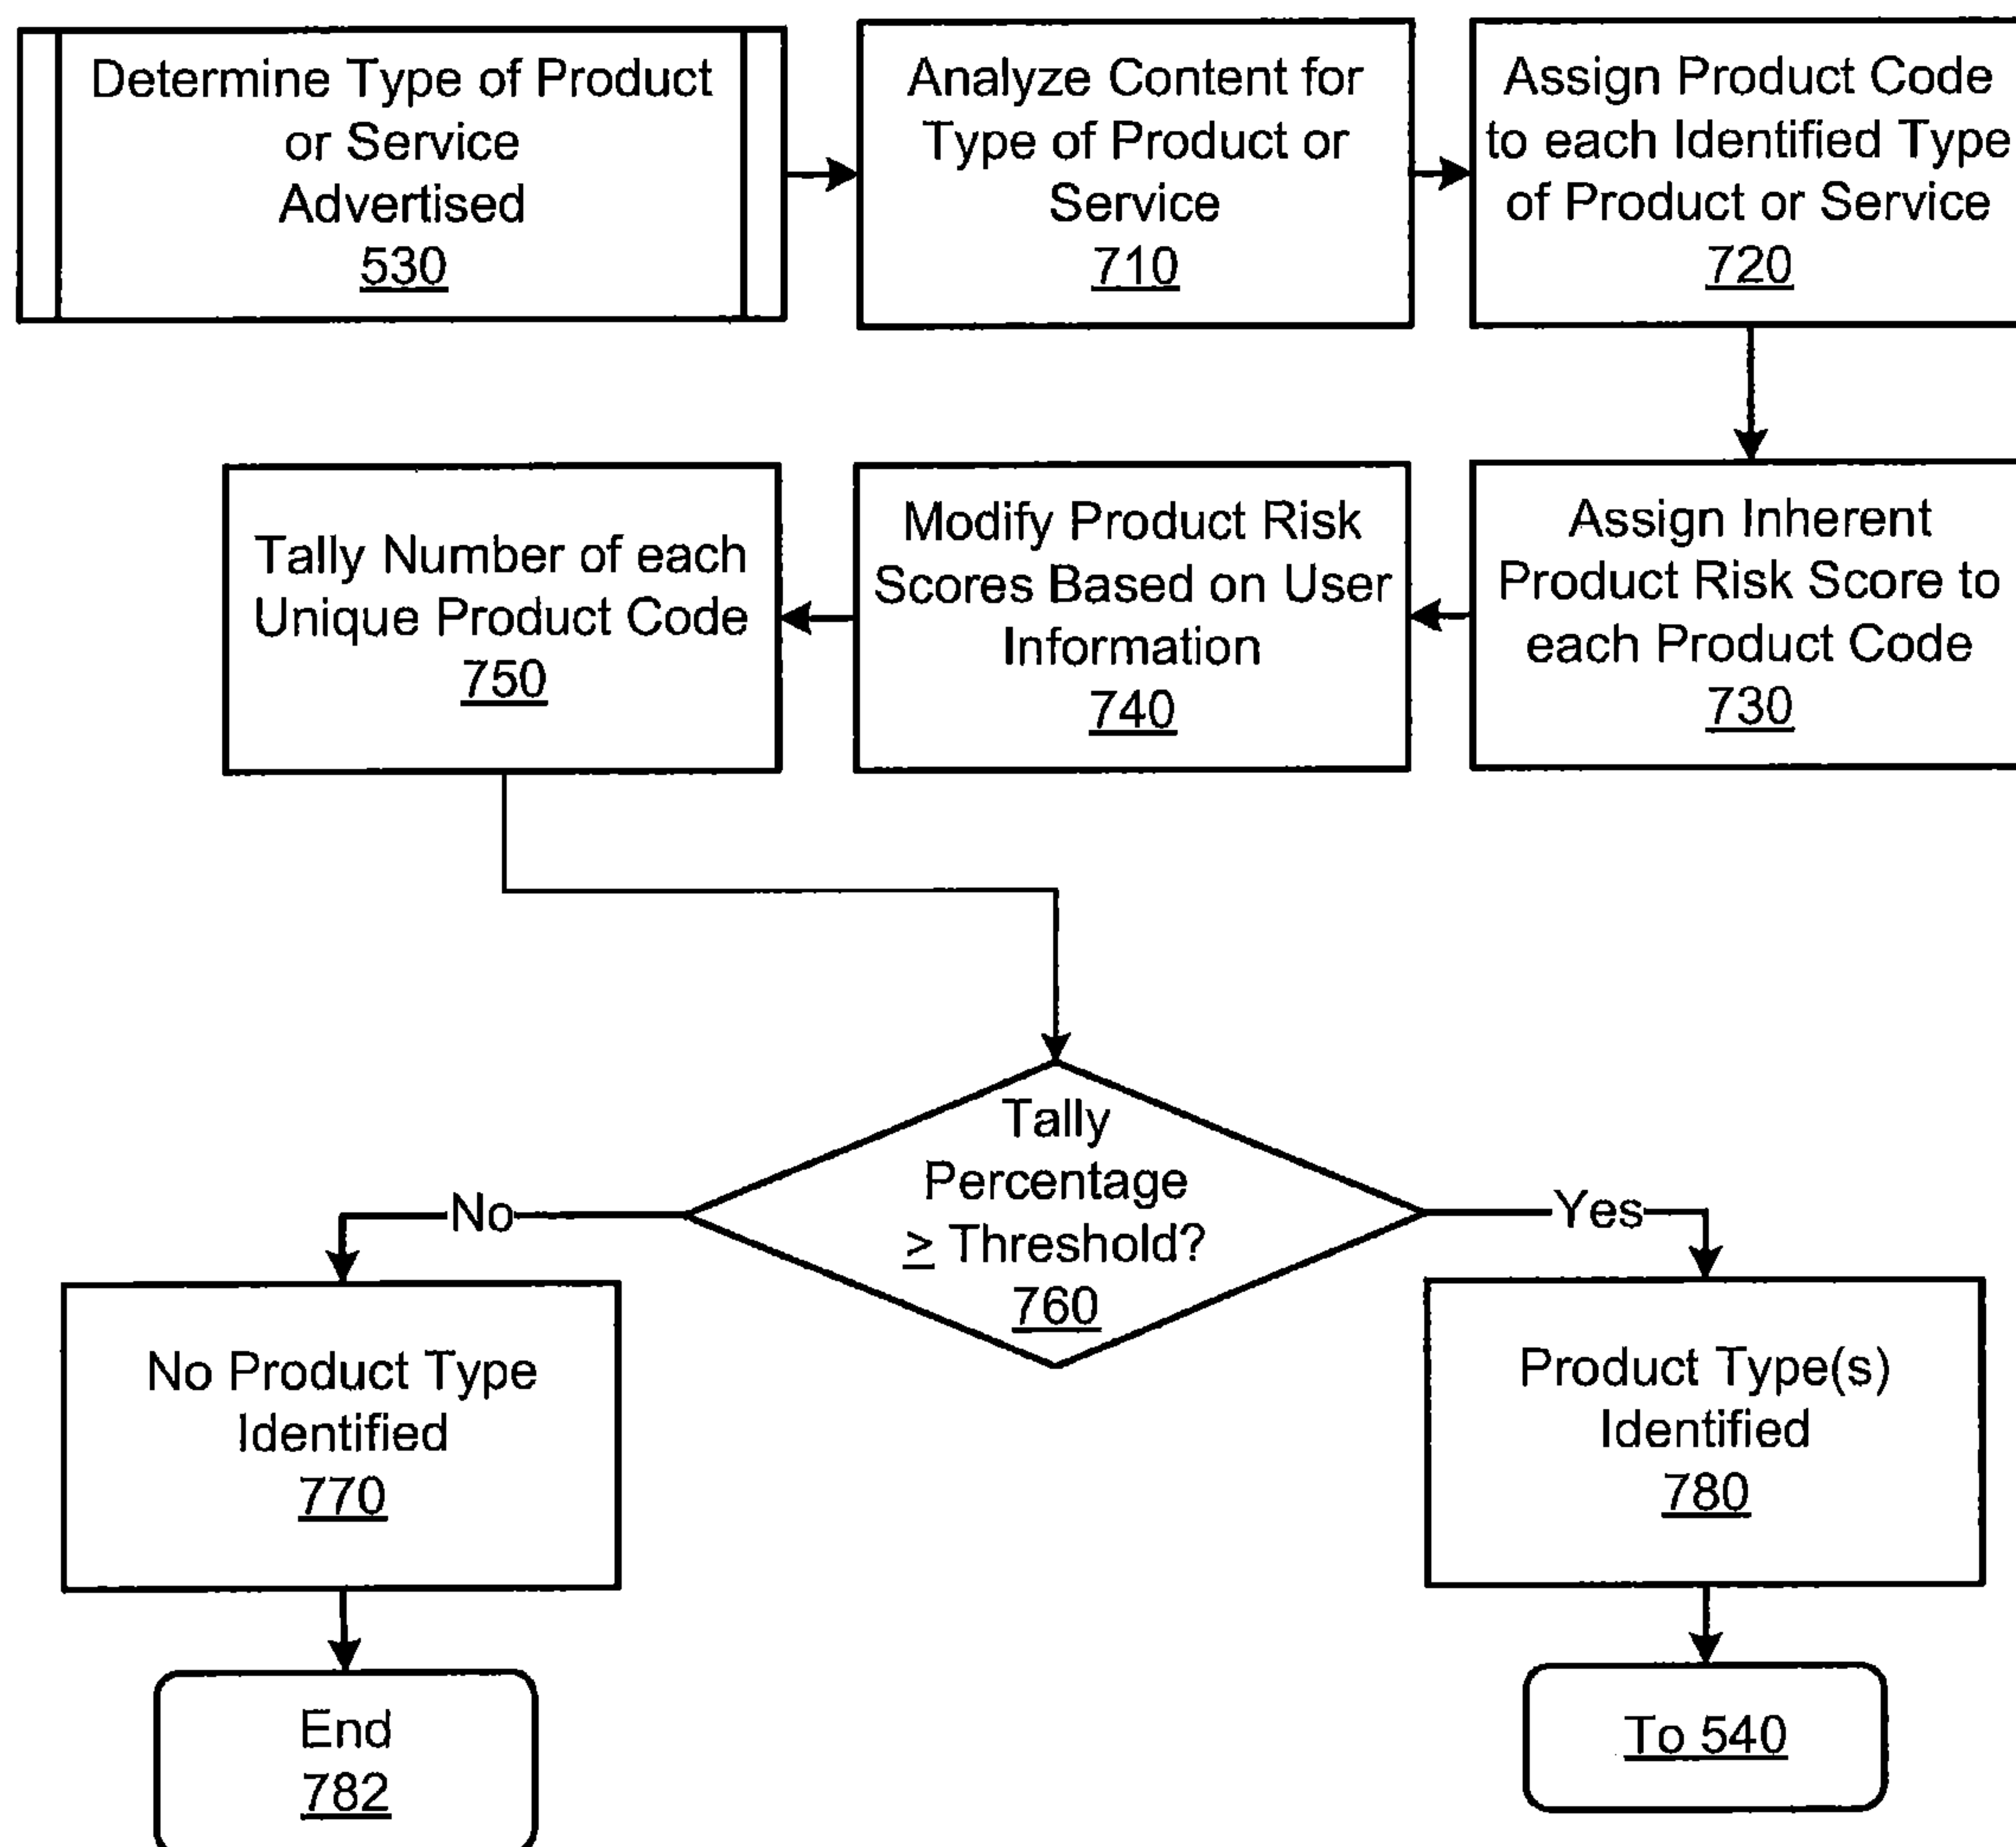 Determine Type of Product
or Service
Advertised
530
Analyze Content for
Type of Product or
Service
710
Assign Product Code
to each Identified Type
of Product or Service
720
Assign Inherent
Product Risk Score to
each Product Code
730
Modify Product Risk
Scores Based on User
Information
740
Tally Number of each
Unique Product Code
750
Tally
Percentage
≥ Threshold?
760
No
Yes
No Product Type
Identified
770
Product Type(s)
Identified
780
End
782
To 540